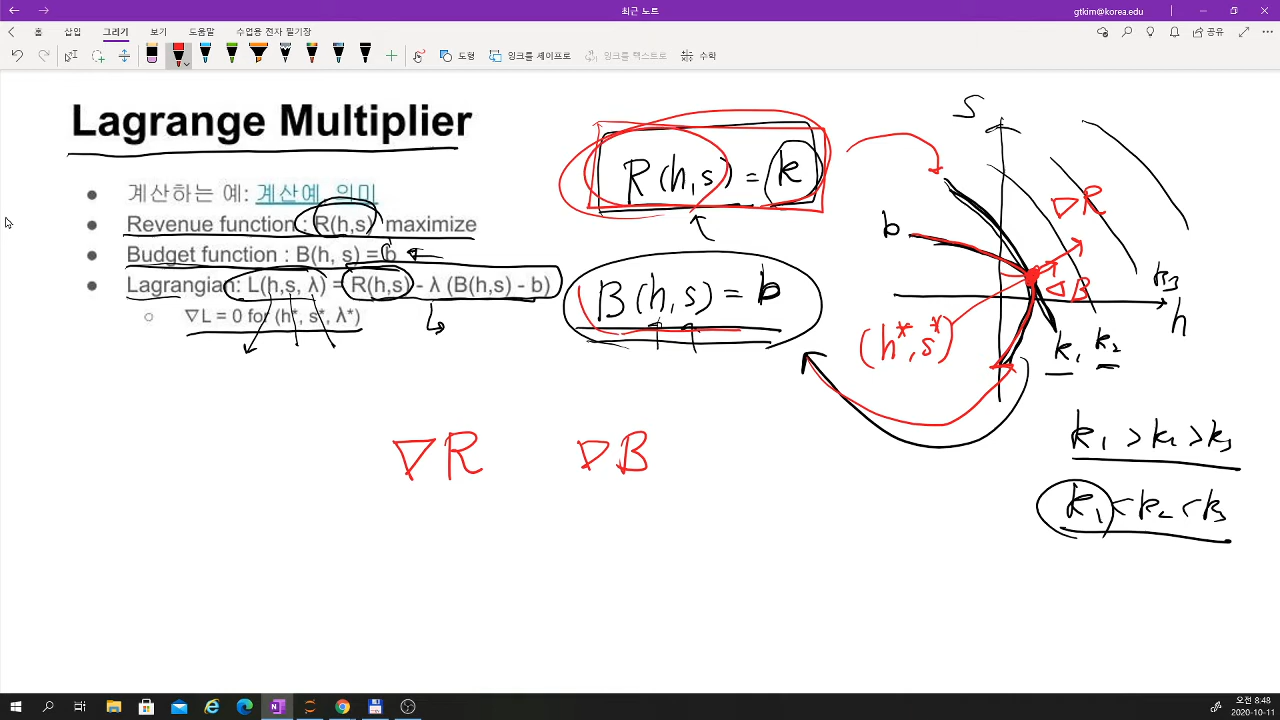 최근 노트
gtkim@korea.edu
홈 삽입 그리기 보기 도움말 수업용 전자 필기장
공유
도형 잉크를 셰이프로 잉크를 텍스트로 수학
Lagrange Multiplier
계산하는 예: 계산예, 의미
Revenue function : R(h,s) maximize
Budget function : B(h, s) = b
Lagrangian: L(h,s, λ) = R(h,s) - λ (B(h,s) - b)
∇L = 0 for (h*, s*, λ*)
R(h,s) = k
B(h,s) = b
S
b
∇R
∇B
k3
h
(h*, s*)
k1 k2
k1 > k2 > k3
k1 < k2 < k3
∇R ∇B
오전 8:48
2020-10-11